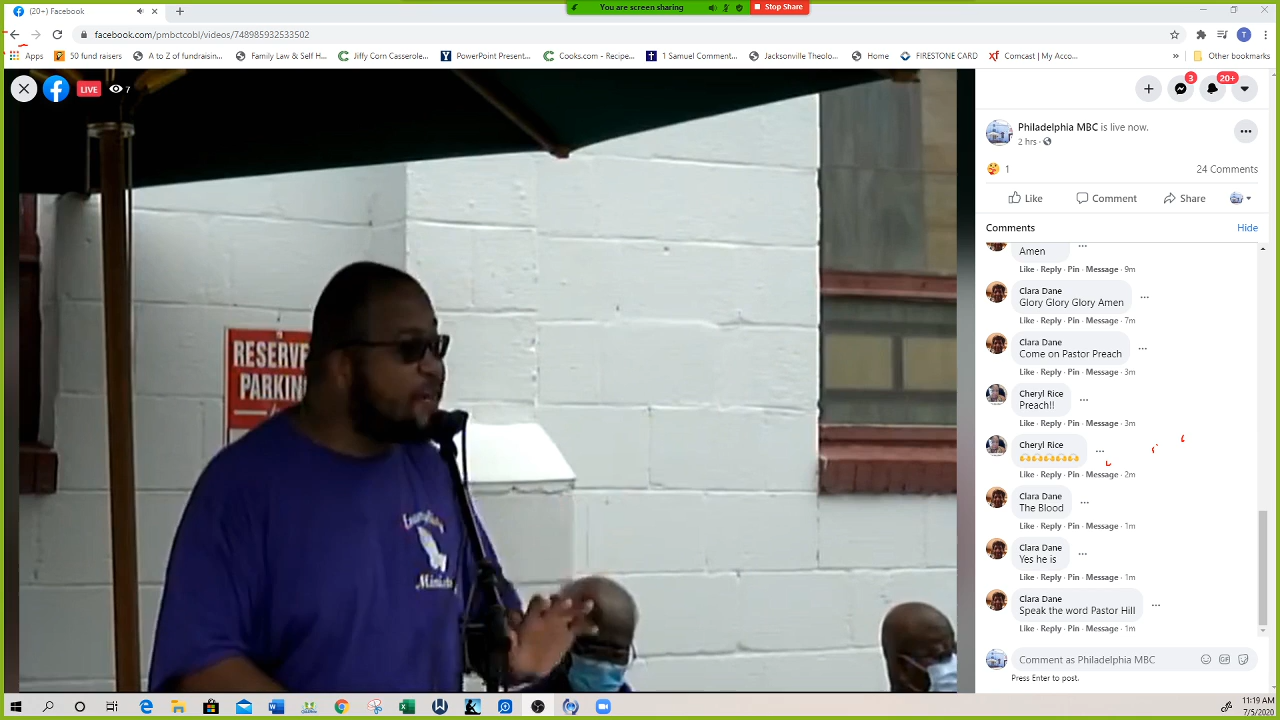 You are screen sharing
Stop Share
(20+) Facebook
facebook.com/pmbctcobl/videos/748985932533502
Apps
50 fund raisers
A to Z of fundraisin...
Family Law & Self H...
Jiffy Corn Casserole...
PowerPoint Present...
Cooks.com - Recipe...
1 Samuel Comment...
Jacksonville Theolo...
Home
FIRESTONE CARD
Comcast | My Acco...
Other bookmarks
LIVE
7
3
20+
Philadelphia MBC is live now.
2 hrs ·
1
24 Comments
Like
Comment
Share
Comments
Hide
Amen
Like · Reply · Pin · Message · 9m
Clara Dane
Glory Glory Glory Amen
Like · Reply · Pin · Message · 7m
Clara Dane
Come on Pastor Preach
Like · Reply · Pin · Message · 3m
Cheryl Rice
Preach!!
Like · Reply · Pin · Message · 3m
Cheryl Rice
🙌🙌🙌🙌🙌🙌
Like · Reply · Pin · Message · 2m
Clara Dane
The Blood
Like · Reply · Pin · Message · 1m
Clara Dane
Yes he is
Like · Reply · Pin · Message · 1m
Clara Dane
Speak the word Pastor Hill
Like · Reply · Pin · Message · 1m
Comment as Philadelphia MBC
Press Enter to post.
RESERVE
PARKIN
11:19 AM
7/5/2020